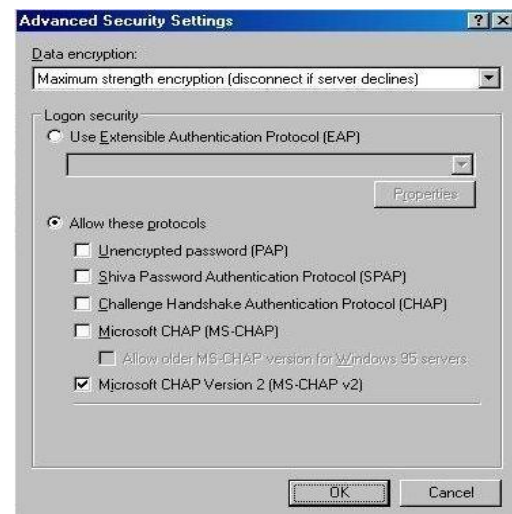 Advanced Security Settings
Data encryption:
Maximum strength encryption (disconnect if server declines)
Logon security
Use Extensible Authentication Protocol (EAP)
Properties
Allow these protocols
Unencrypted password (PAP)
Shiva Password Authentication Protocol (SPAP)
Challenge Handshake Authentication Protocol (CHAP)
Microsoft CHAP (MS-CHAP)
Allow older MS-CHAP version for Windows 95 servers
Microsoft CHAP Version 2 (MS-CHAP v2)
OK Cancel